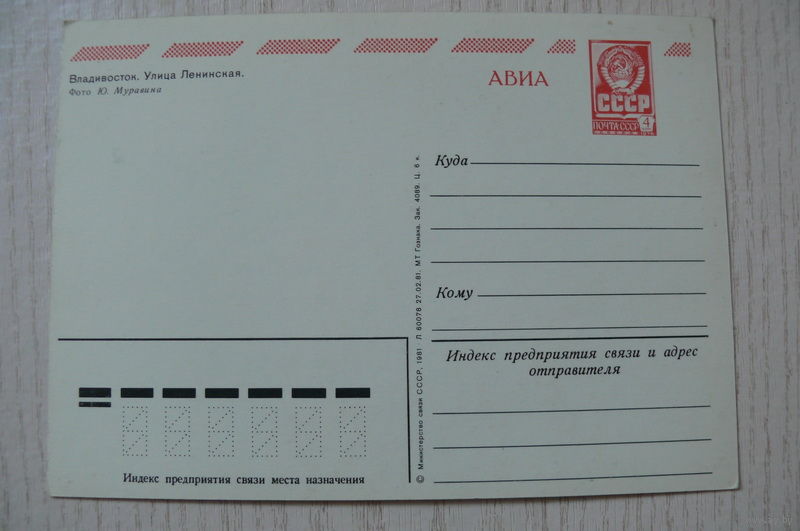 Владивосток. Улица Ленинская.
Фото Ю. Муравина
АВИА
СССР
ПОЧТА СССР
4
Куда
Кому
Индекс предприятия связи и адрес
отправителя
© Министерство связи СССР, 1981 Л 60078 27.02.81. МТ Гознака. Зак. 4089. Ц. 6 к.
Индекс предприятия связи места назначения